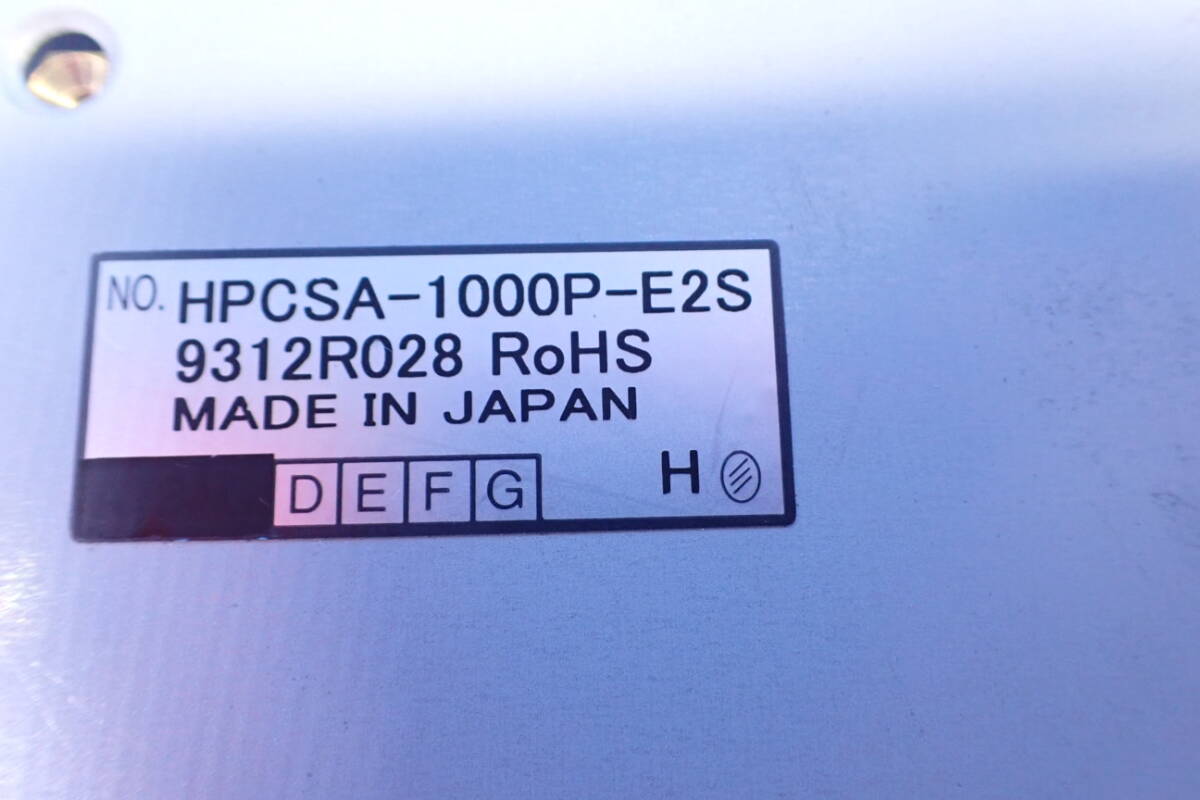 NO. HPCSA-1000P-E2S
9312R028 RoHS
MADE IN JAPAN
D E F G H